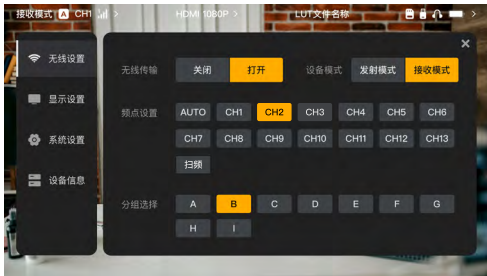 接收模式 A CH1 >
HDMI 1080P >
LUT文件名称 >
无线设置
显示设置
系统设置
设备信息
无线传输 关闭 打开 设备模式 发射模式 接收模式
频点设置 AUTO CH1 CH2 CH3 CH4 CH5 CH6
CH7 CH8 CH9 CH10 CH11 CH12 CH13
扫频
分组选择 A B C D E F G
H I